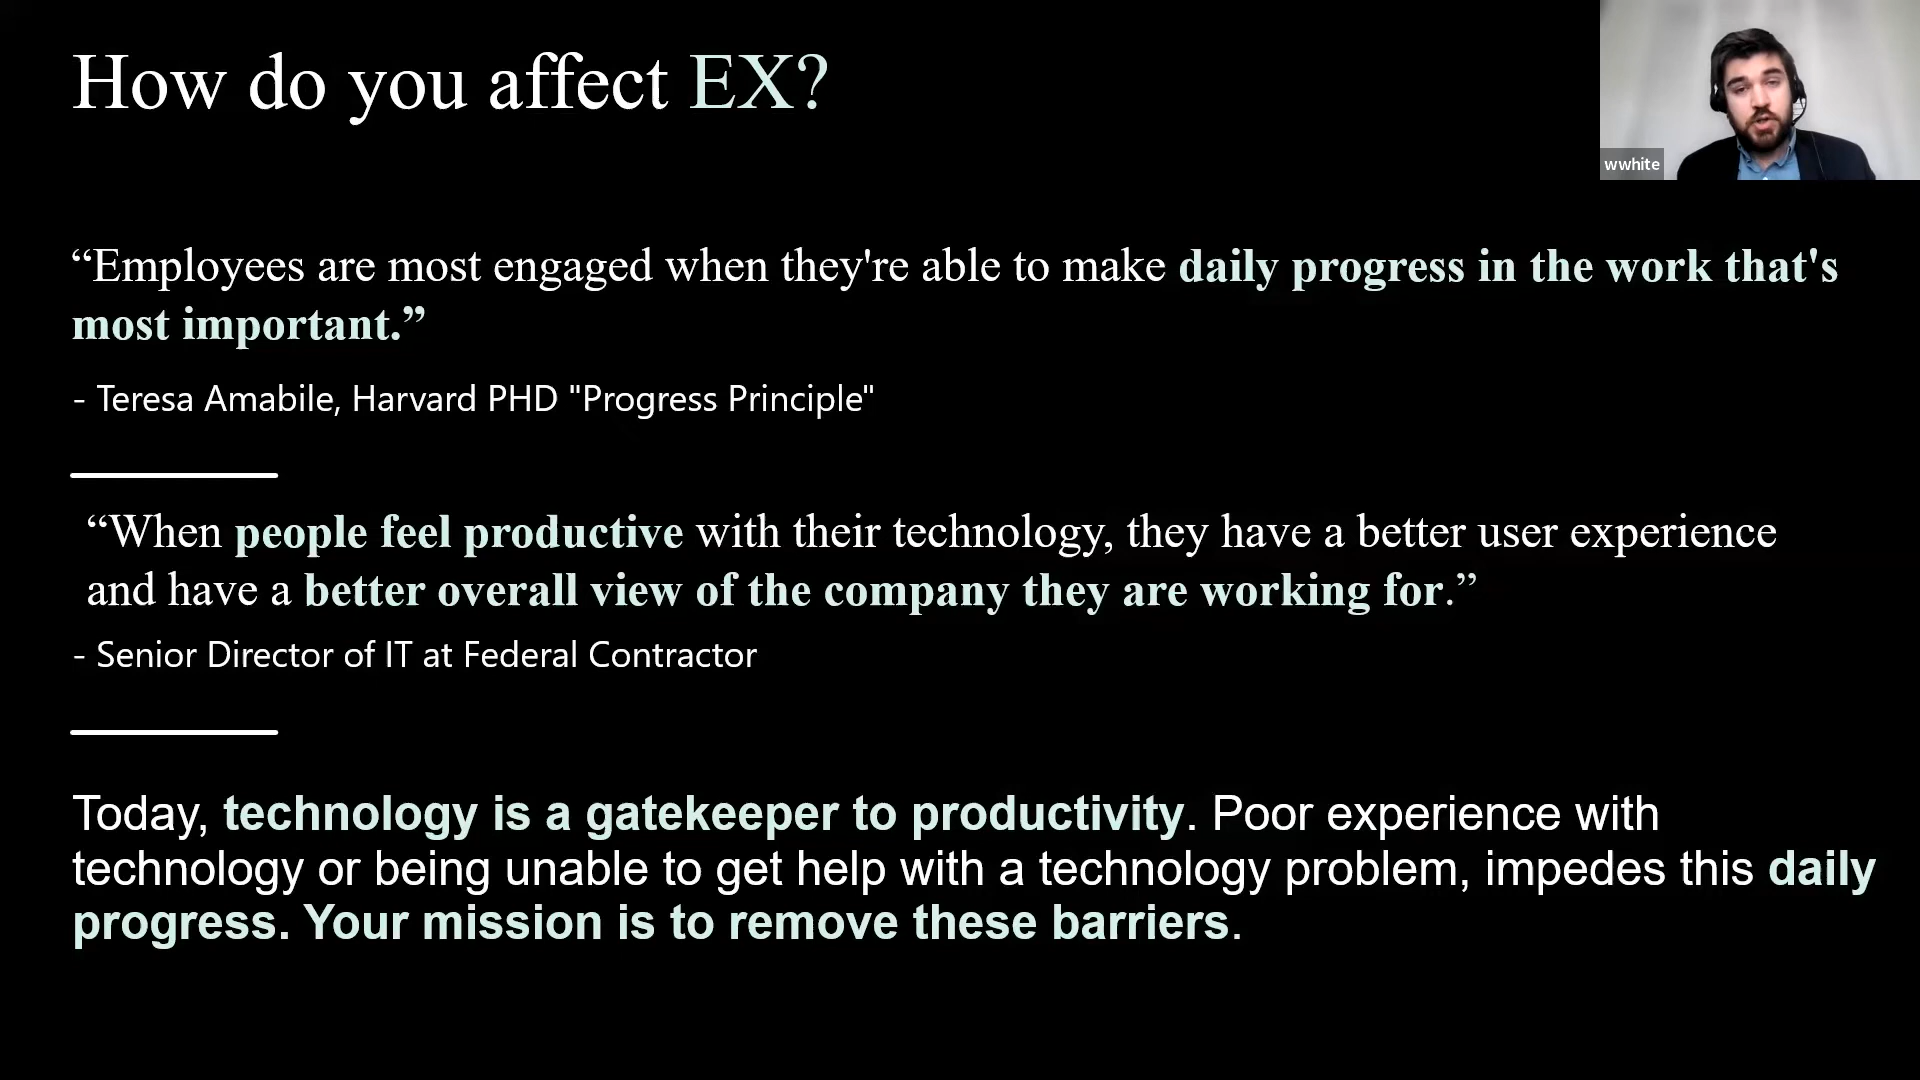 How do you affect EX?
wwhite
“Employees are most engaged when they're able to make daily progress in the work that's
most important.”
- Teresa Amabile, Harvard PHD "Progress Principle"
“When people feel productive with their technology, they have a better user experience
and have a better overall view of the company they are working for.”
- Senior Director of IT at Federal Contractor
Today, technology is a gatekeeper to productivity. Poor experience with
technology or being unable to get help with a technology problem, impedes this daily
progress. Your mission is to remove these barriers.